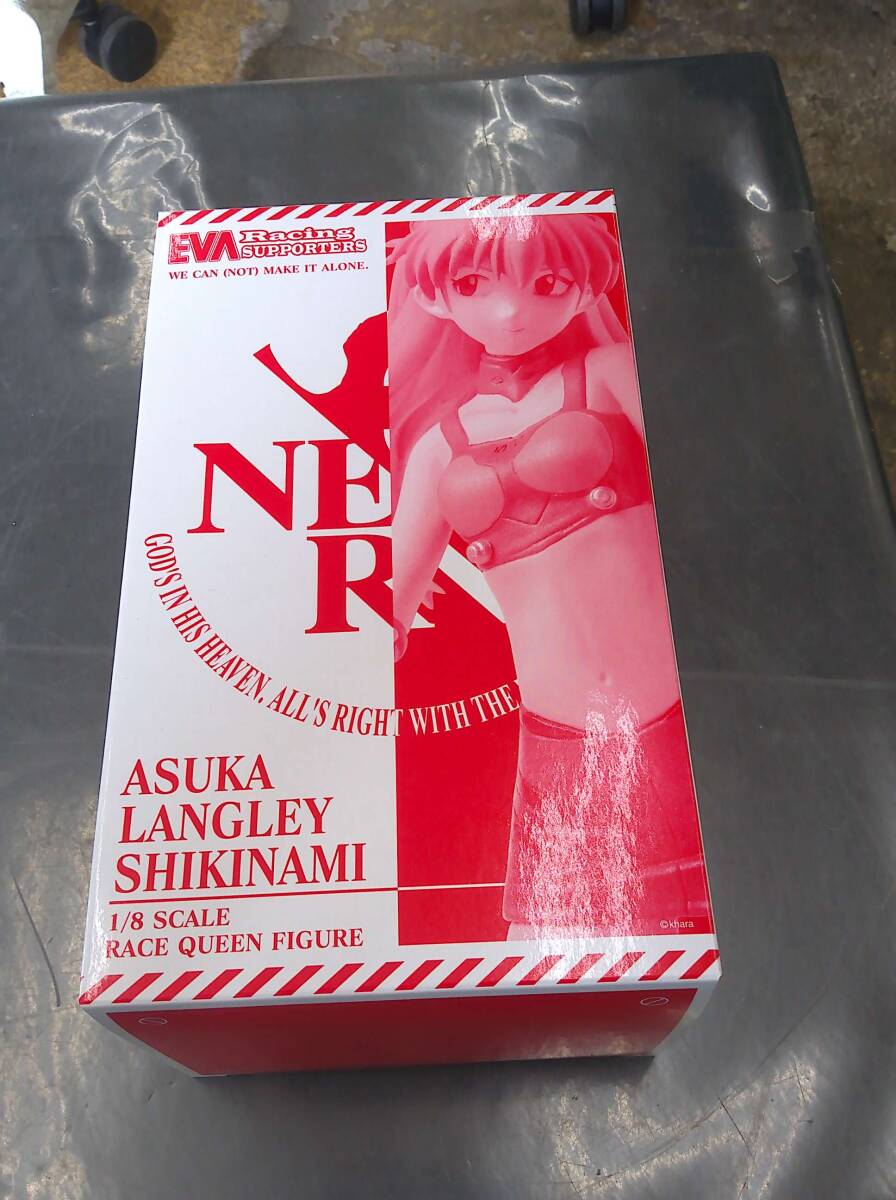 EVA Racing
SUPPORTERS
WE CAN (NOT) MAKE IT ALONE.
NE
R
GOD'S IN HIS HEAVEN. ALL'S RIGHT WITH THE
ASUKA
LANGLEY
SHIKINAMI
1/8 SCALE
RACE QUEEN FIGURE
©khara